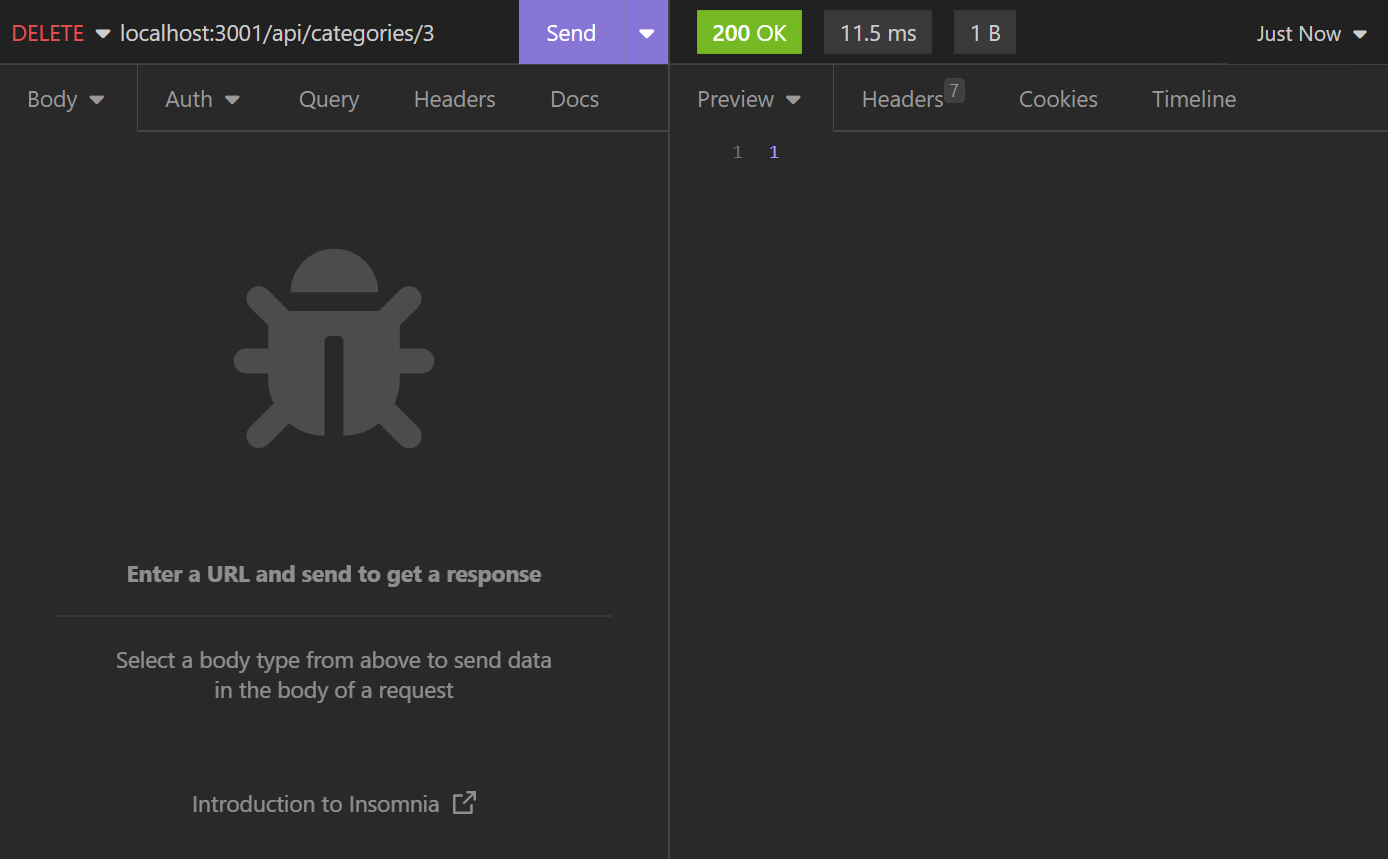 DELETE localhost:3001/api/categories/3 Send
200 OK 11.5 ms 1 B Just Now
Body Auth Query Headers Docs
Preview Headers 7 Cookies Timeline
1 1
Enter a URL and send to get a response
Select a body type from above to send data
in the body of a request
Introduction to Insomnia